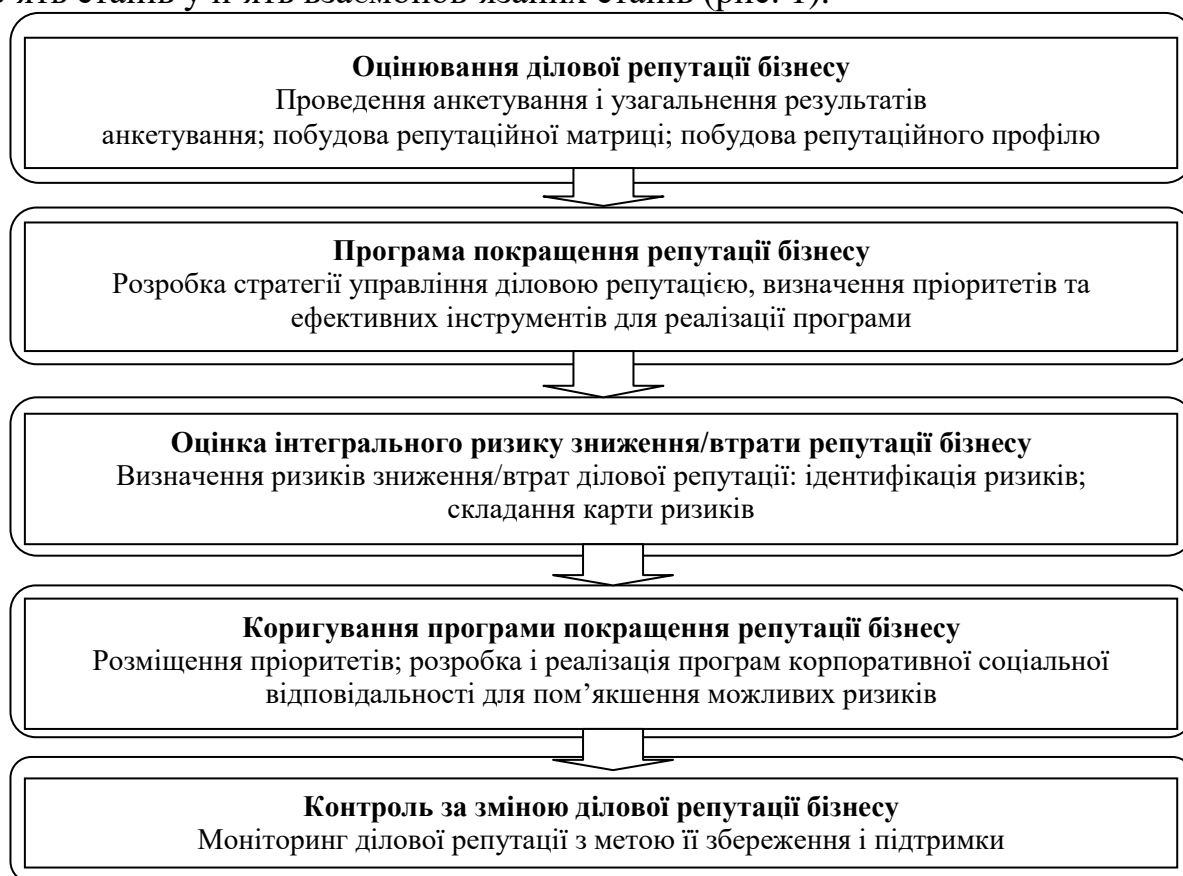 Оцінювання ділової репутації бізнесу
Проведення анкетування і узагальнення результатів
анкетування; побудова репутаційної матриці; побудова репутаційного профілю
Програма покращення репутації бізнесу
Розробка стратегії управління діловою репутацією, визначення пріоритетів та
ефективних інструментів для реалізації програми
Оцінка інтегрального ризику зниження/втрати репутації бізнесу
Визначення ризиків зниження/втрат ділової репутації: ідентифікація ризиків;
складання карти ризиків
Коригування програми покращення репутації бізнесу
Розміщення пріоритетів; розробка і реалізація програм корпоративної соціальної
відповідальності для пом’якшення можливих ризиків
Контроль за зміною ділової репутації бізнесу
Моніторинг ділової репутації з метою її збереження і підтримки